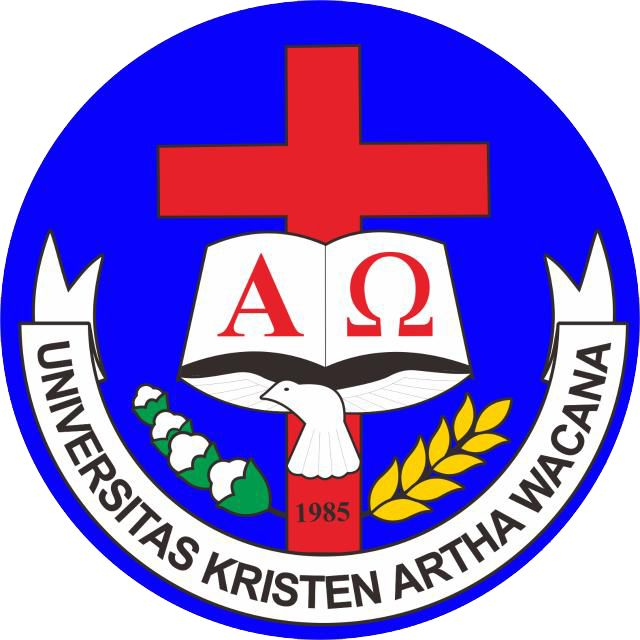 Α Ω
1985
UNIVERSITAS KRISTEN ARTHA WACANA